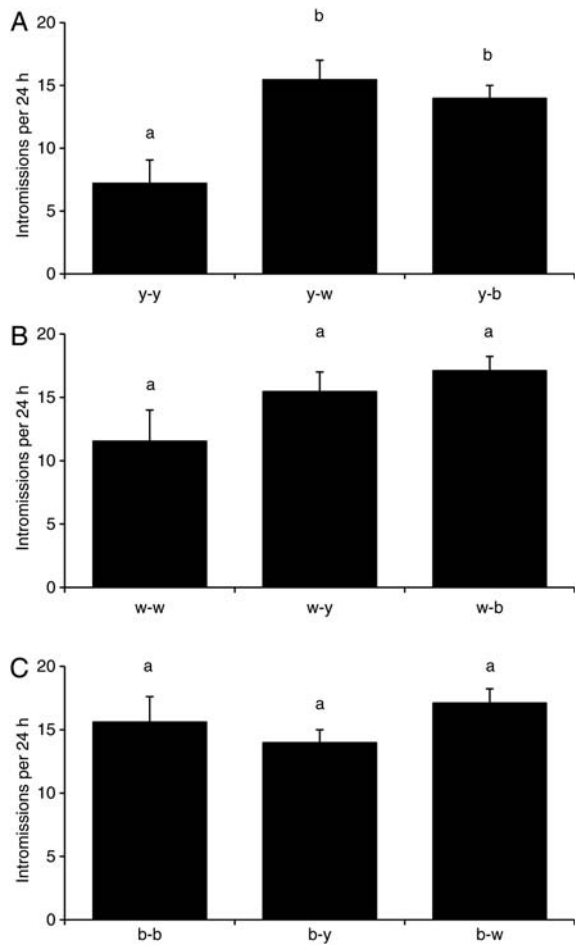 A
Intromissions per 24 h
20
15
10
5
0
a
b
b
y-y
y-w
y-b
B
Intromissions per 24 h
20
15
10
5
0
a
a
a
w-w
w-y
w-b
C
Intromissions per 24 h
20
15
10
5
0
a
a
a
b-b
b-y
b-w